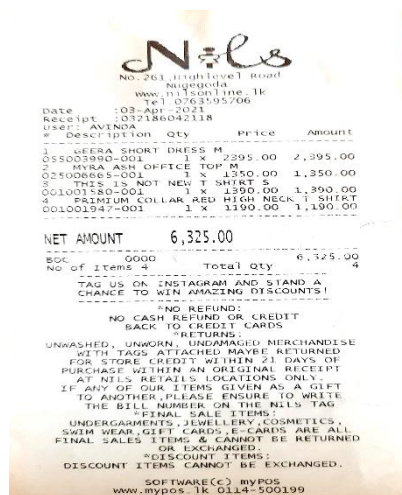 Nils
No.261,Highlevel Road
Nugegoda
www.nilsonline.lk
Tel.0763595706
Date :03-Apr-2021
Receipt :032186042118
User: AVINDA
# Description Qty Price Amount
1 GEERA SHORT DRESS M
055003990-001 1 x 2395.00 2,395.00
2 MYRA ASH OFFICE TOP M
025006665-001 1 x 1350.00 1,350.00
3 THIS IS NOT NEW T SHIRT S
001001580-001 1 x 1390.00 1,390.00
4 PRIMIUM COLLAR RED HIGH NECK T SHIRT
001001947-001 1 x 1190.00 1,190.00
NET AMOUNT 6,325.00
BOC 0000 6,325.00
No of Items 4 Total Qty 4
TAG US ON INSTAGRAM AND STAND A
CHANCE TO WIN AMAZING DISCOUNTS!
*NO REFUND:
NO CASH REFUND OR CREDIT
BACK TO CREDIT CARDS
*RETURNS:
UNWASHED, UNWORN, UNDAMAGED MERCHANDISE
WITH TAGS ATTACHED MAYBE RETURNED
FOR STORE CREDIT WITHIN 21 DAYS OF
PURCHASE WITHIN AN ORIGINAL RECEIPT
AT NILS RETAILS LOCATIONS ONLY.
IF ANY OF OUR ITEMS GIVEN AS A GIFT
TO ANOTHER,PLEASE ENSURE TO WRITE
THE BILL NUMBER ON THE NILS TAG
*FINAL SALE ITEMS:
UNDERGARMENTS,JEWELLERY,COSMETICS,
SWIM WEAR,GIFT CARDS,E-CARDS ARE ALL
FINAL SALES ITEMS & CANNOT BE RETURNED
OR EXCHANGED.
*DISCOUNT ITEMS:
DISCOUNT ITEMS CANNOT BE EXCHANGED.
SOFTWARE(C) myPOS
www.mypos.lk 0114-500199